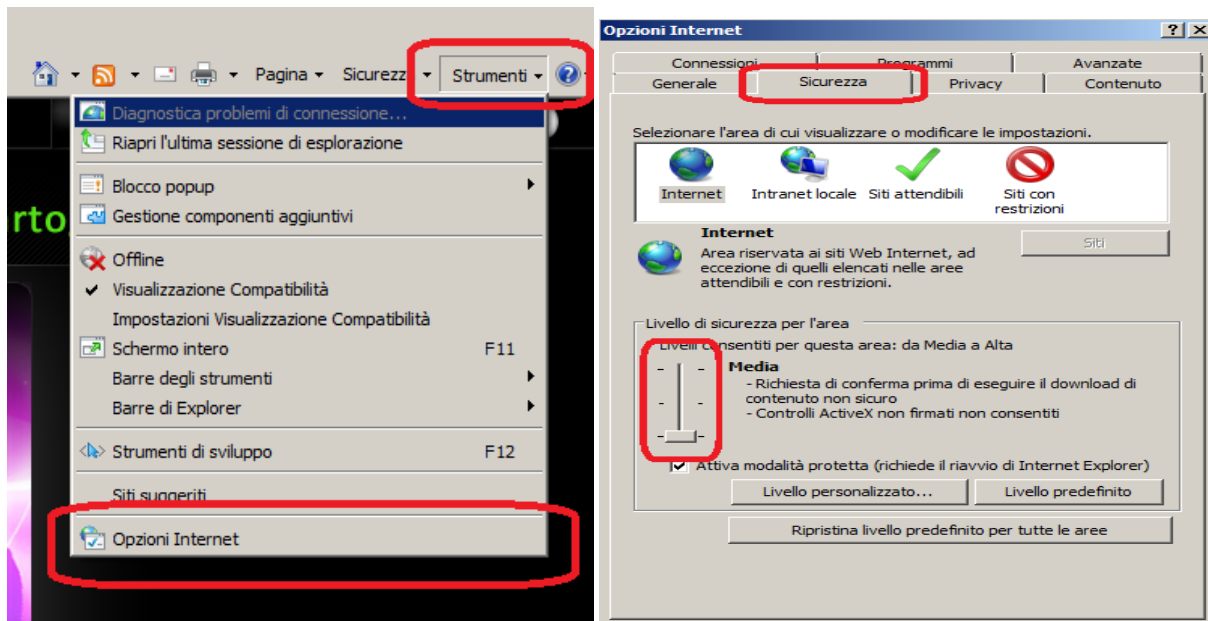 Pagina
Sicurezz
Strumenti
Diagnostica problemi di connessione...
Riapri l'ultima sessione di esplorazione
Blocco popup
Gestione componenti aggiuntivi
rto
Offline
Visualizzazione Compatibilità
Impostazioni Visualizzazione Compatibilità
Schermo intero F11
Barre degli strumenti
Barre di Explorer
Strumenti di sviluppo F12
Siti suggeriti
Opzioni Internet
Opzioni Internet
Connessioni Programmi Avanzate
Generale Sicurezza Privacy Contenuto
Selezionare l'area di cui visualizzare o modificare le impostazioni.
Internet Intranet locale Siti attendibili Siti con
restrizioni
Internet
Siti
Area riservata ai siti Web Internet, ad
eccezione di quelli elencati nelle aree
attendibili e con restrizioni.
Livello di sicurezza per l'area
Livelli consentiti per questa area: da Media a Alta
Media
- Richiesta di conferma prima di eseguire il download di
contenuto non sicuro
- Controlli ActiveX non firmati non consentiti
Attiva modalità protetta (richiede il riavvio di Internet Explorer)
Livello personalizzato... Livello predefinito
Ripristina livello predefinito per tutte le aree